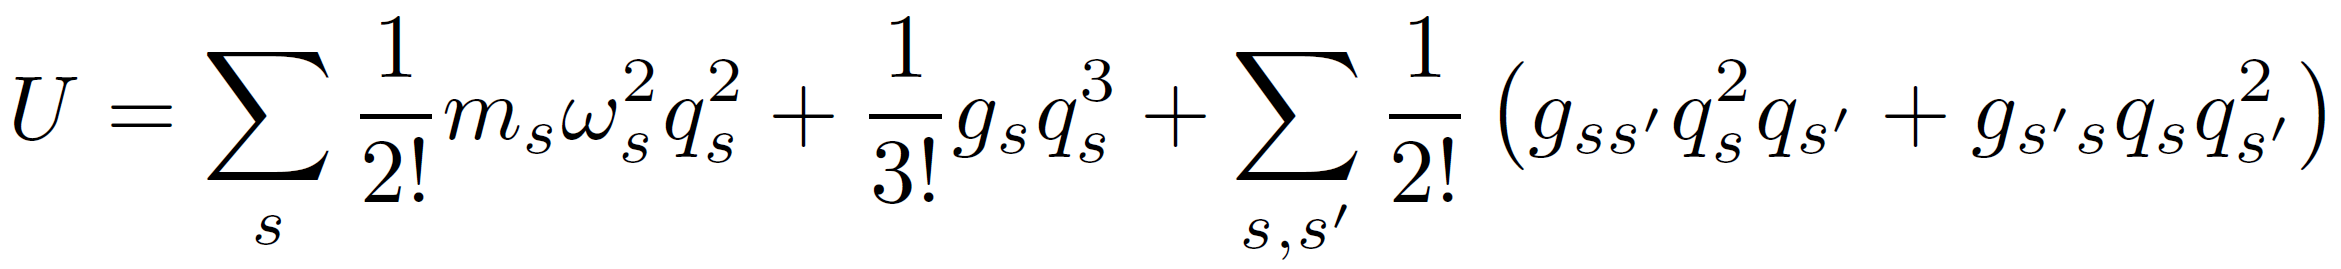 $U = \sum_{s} \frac{1}{2!} m_s \omega_s^2 q_s^2 + \frac{1}{3!} g_s q_s^3 + \sum_{s,s'} \frac{1}{2!} \left( g_{ss'} q_s^2 q_{s'} + g_{s's} q_s q_{s'}^2 \right)$